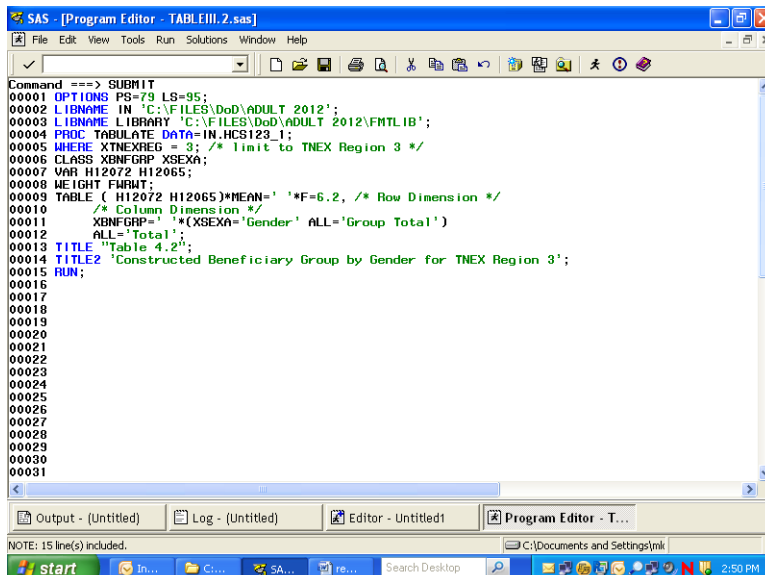 SAS - [Program Editor - TABLEIII.2.sas]
File Edit View Tools Run Solutions Window Help
Command ===> SUBMIT
00001 OPTIONS PS=79 LS=95;
00002 LIBNAME IN 'C:\FILES\DoD\ADULT 2012';
00003 LIBNAME LIBRARY 'C:\FILES\DoD\ADULT 2012\FMTLIB';
00004 PROC TABULATE DATA=IN.HCS123_1;
00005 WHERE XTNEXREG = 3; /* limit to TNEX Region 3 */
00006 CLASS XBNFGRP XSEXA;
00007 VAR H12072 H12065;
00008 WEIGHT FWRWT;
00009 TABLE ( H12072 H12065)*MEAN=' '*F=6.2, /* Row Dimension */
00010 /* Column Dimension */
00011 XBNFGRP=' '*(XSEXA='Gender' ALL='Group Total')
00012 ALL='Total';
00013 TITLE "Table 4.2";
00014 TITLE2 'Constructed Beneficiary Group by Gender for TNEX Region 3';
00015 RUN;
00016
00017
00018
00019
00020
00021
00022
00023
00024
00025
00026
00027
00028
00029
00030
00031
Output - (Untitled) Log - (Untitled) Editor - Untitled1 Program Editor - T...
NOTE: 15 line(s) included. C:\Documents and Settings\mk
start In... C:... SA... re... Search Desktop 2:50 PM